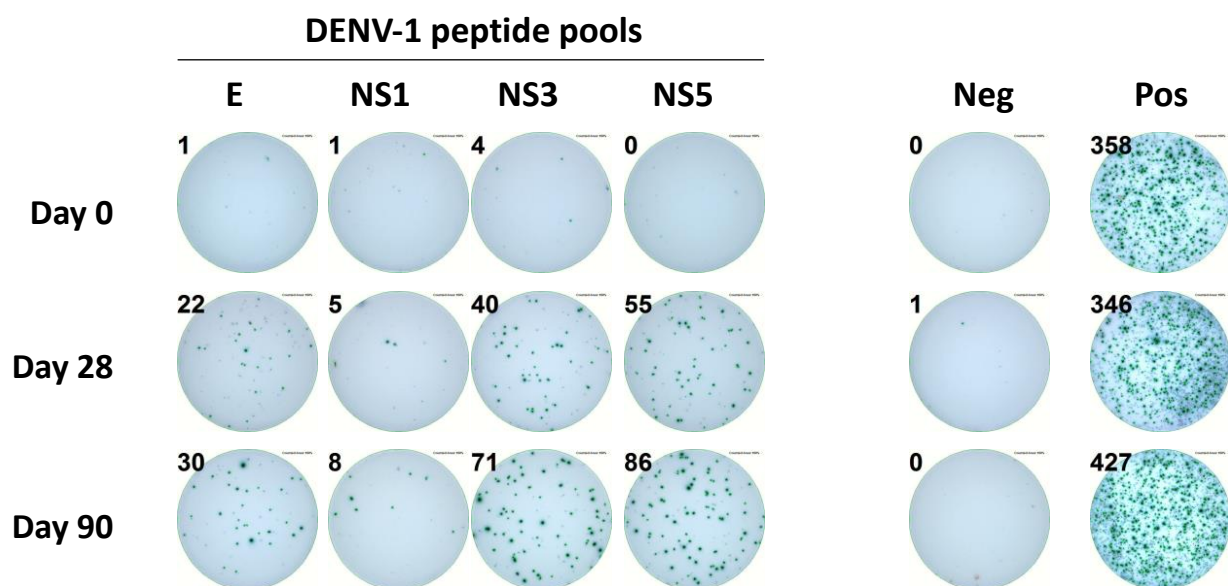 DENV-1 peptide pools
E NS1 NS3 NS5 Neg Pos
1 1 4 0 0 358
Day 0
22 5 40 55 1 346
Day 28
30 8 71 86 0 427
Day 90